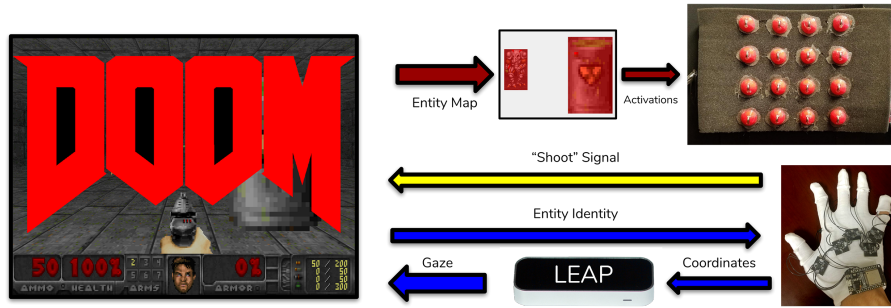 DOOM
50 100% 2 3 4 5 6 7 0%
AMMO HEALTH ARMS ARMOR
50 / 200
0 / 50
0 / 50
0 / 300
Entity Map
Activations
“Shoot” Signal
Entity Identity
Gaze
LEAP
Coordinates